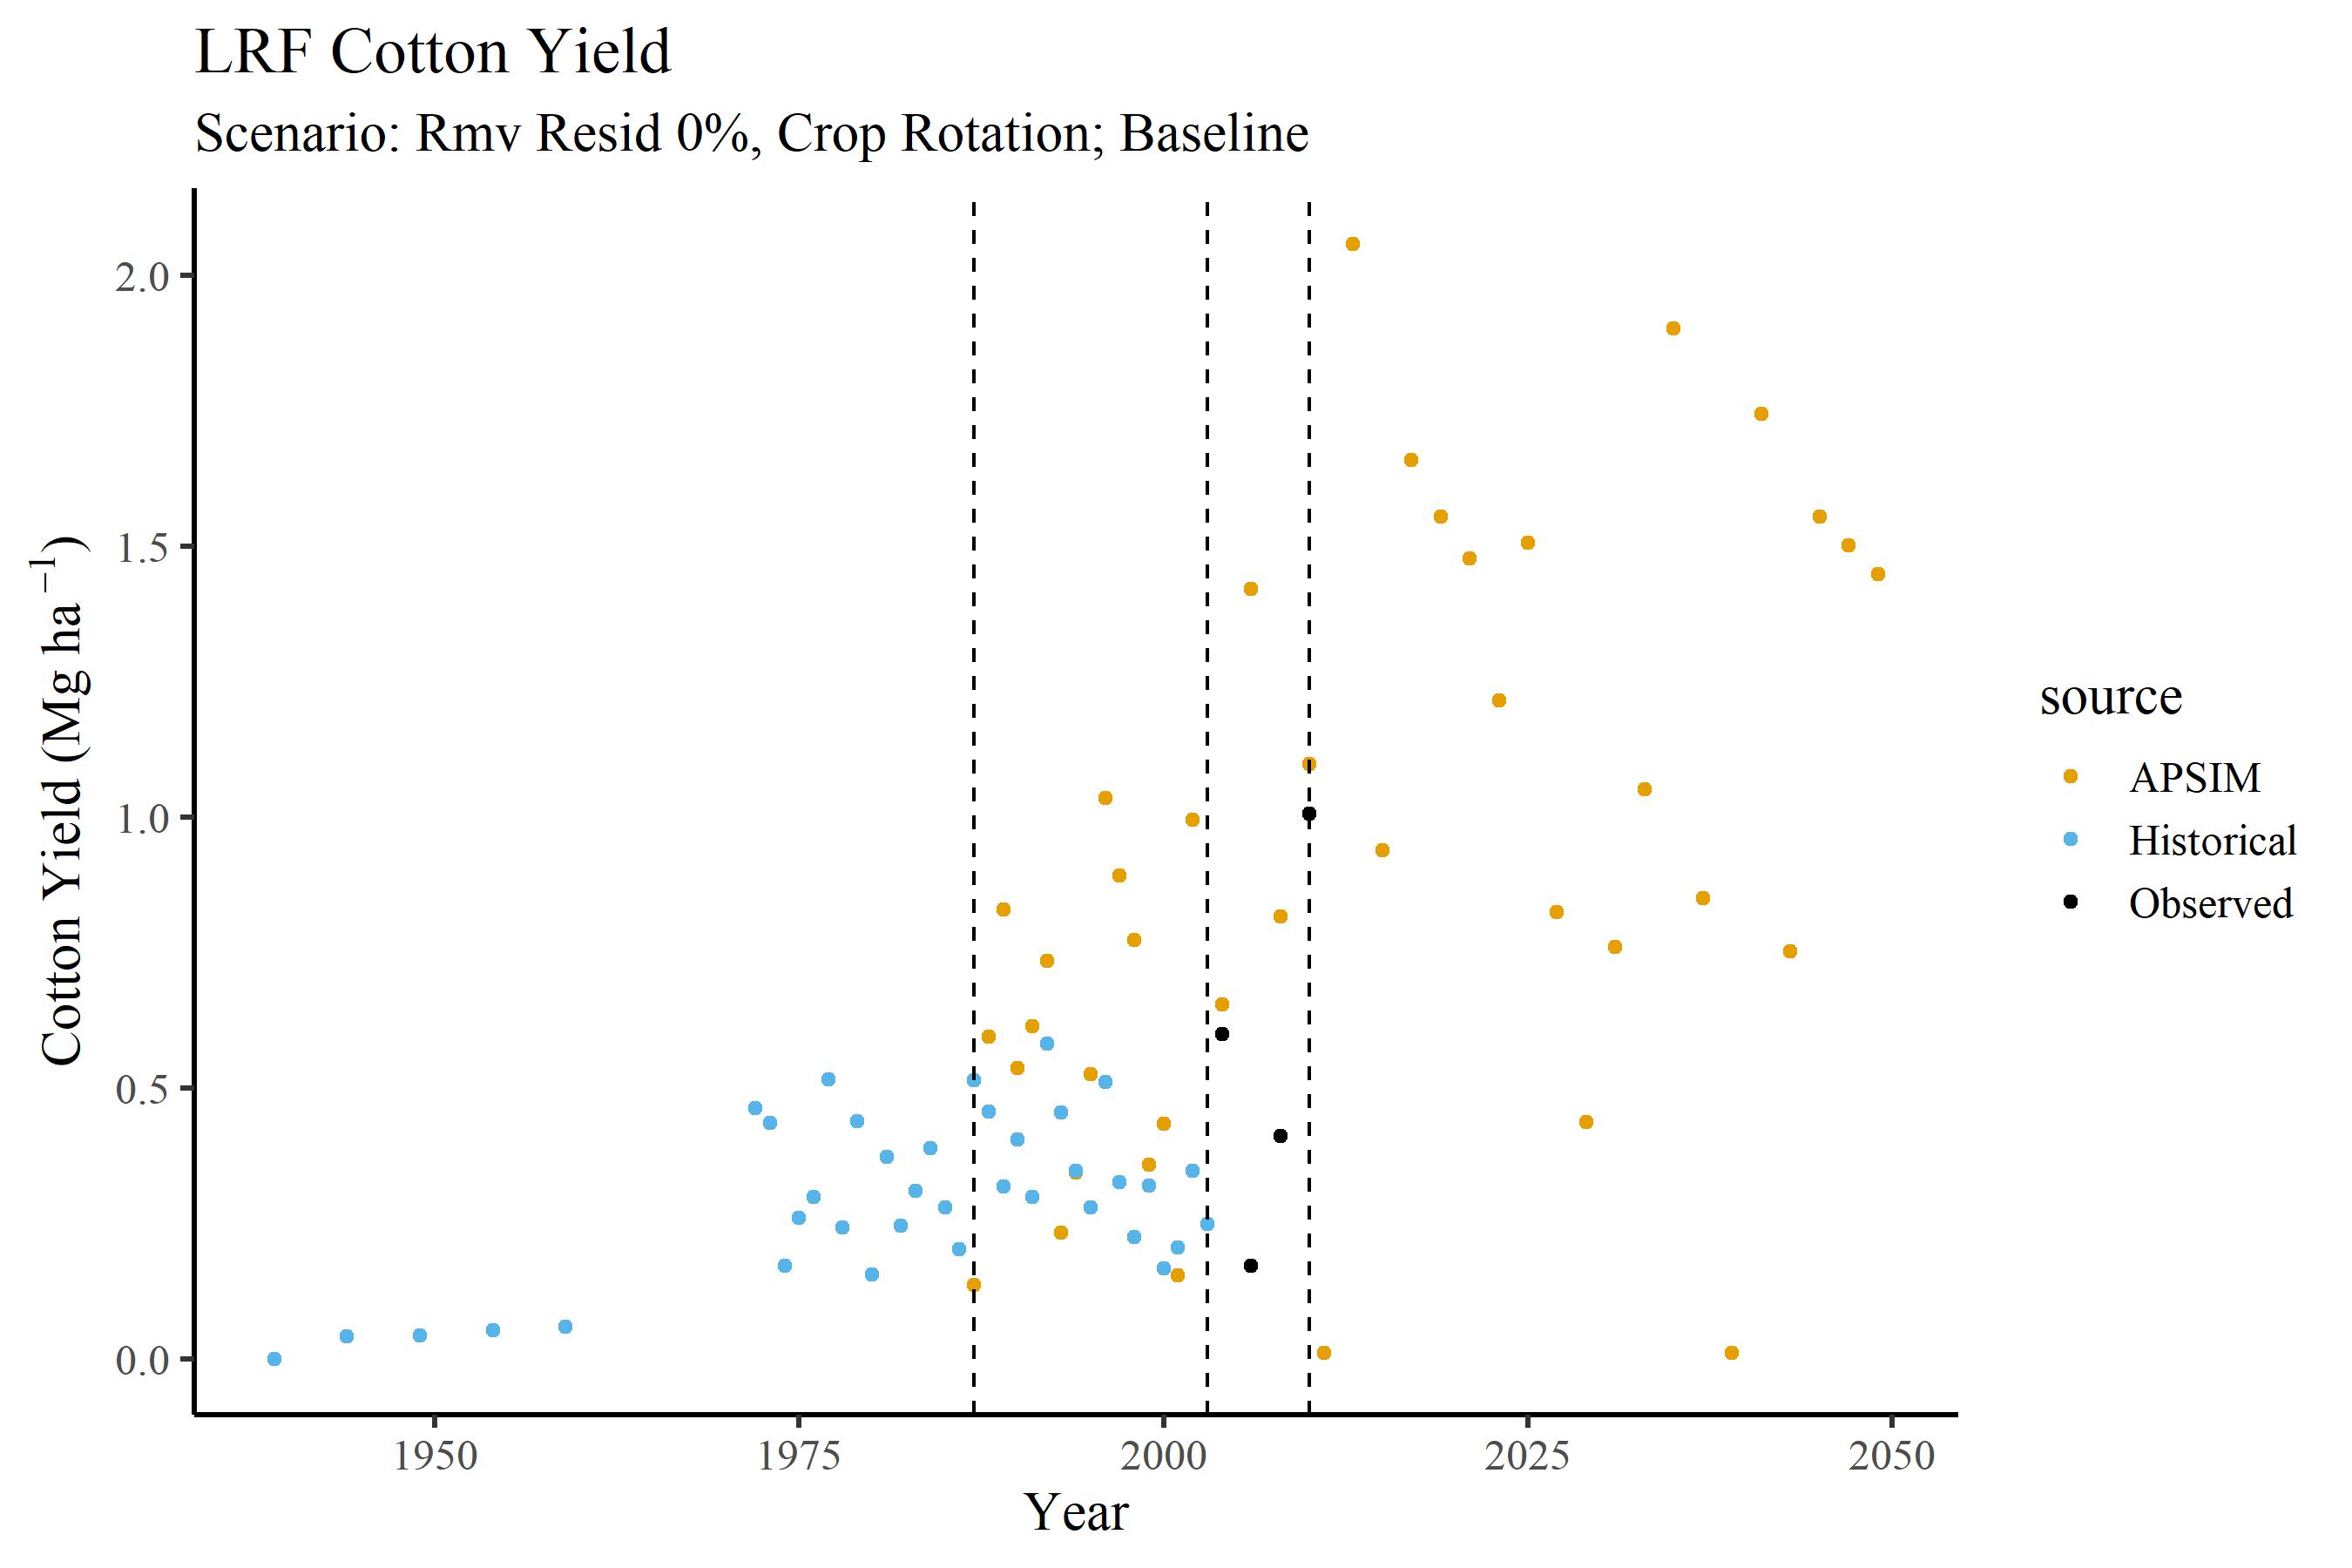 LRF Cotton Yield
Scenario: Rmv Resid 0%, Crop Rotation; Baseline
Cotton Yield (Mg ha⁻¹)
2.0
1.5
1.0
0.5
0.0
1950 1975 2000 2025 2050
Year
source
APSIM
Historical
Observed